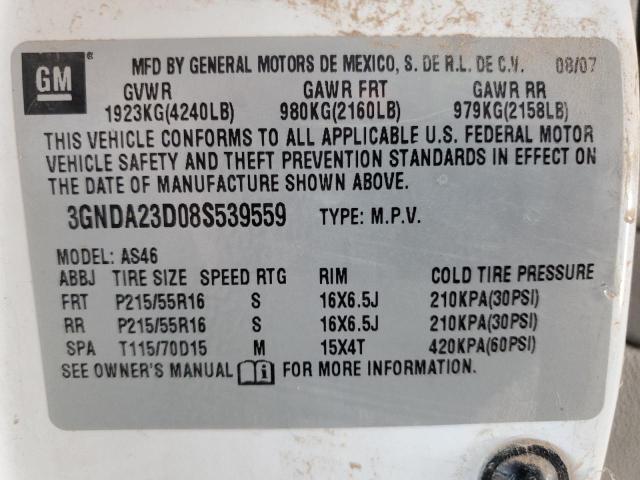 GM ®
MFD BY GENERAL MOTORS DE MEXICO, S. DE R.L. DE C.V. 08/07
GVWR GAWR FRT GAWR RR
1923KG(4240LB) 980KG(2160LB) 979KG(2158LB)
THIS VEHICLE CONFORMS TO ALL APPLICABLE U.S. FEDERAL MOTOR
VEHICLE SAFETY AND THEFT PREVENTION STANDARDS IN EFFECT ON
THE DATE OF MANUFACTURE SHOWN ABOVE.
3GNDA23D08S539559 TYPE: M.P.V.
MODEL: AS46
ABBJ TIRE SIZE SPEED RTG RIM COLD TIRE PRESSURE
FRT P215/55R16 S 16X6.5J 210KPA(30PSI)
RR P215/55R16 S 16X6.5J 210KPA(30PSI)
SPA T115/70D15 M 15X4T 420KPA(60PSI)
SEE OWNER'S MANUAL i FOR MORE INFORMATION.